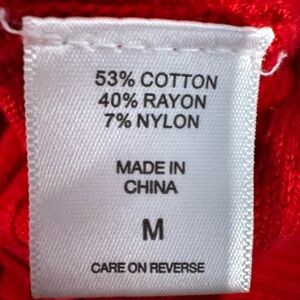 53% COTTON
40% RAYON
7% NYLON
MADE IN
CHINA
M
CARE ON REVERSE